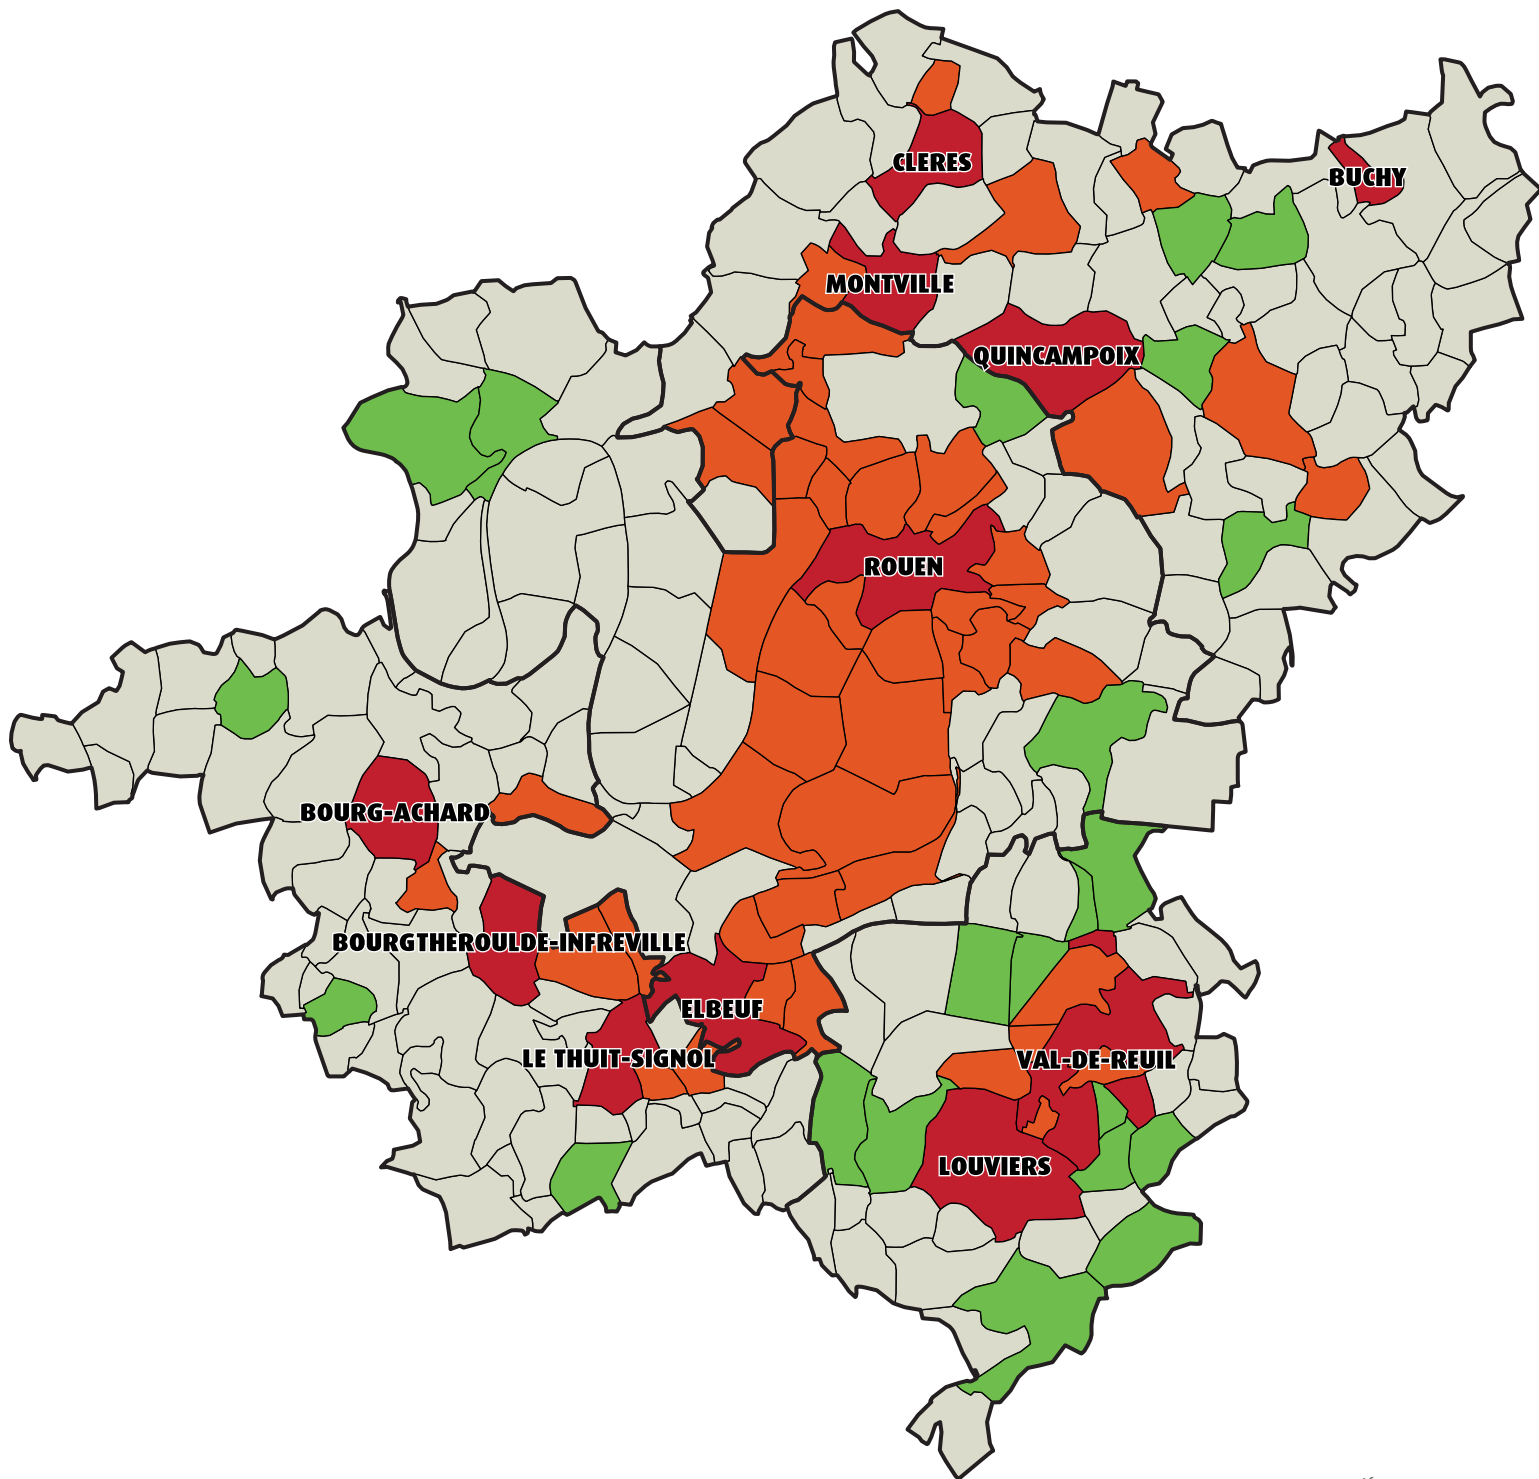 CLERES
BUCHY
MONTVILLE
QUINCAMPOIX
ROUEN
BOURG-ACHARD
BOURGTHEROULDE-INFREVILLE
ELBEUF
LE THUIT-SIGNOL
VAL-DE-REUIL
LOUVIERS